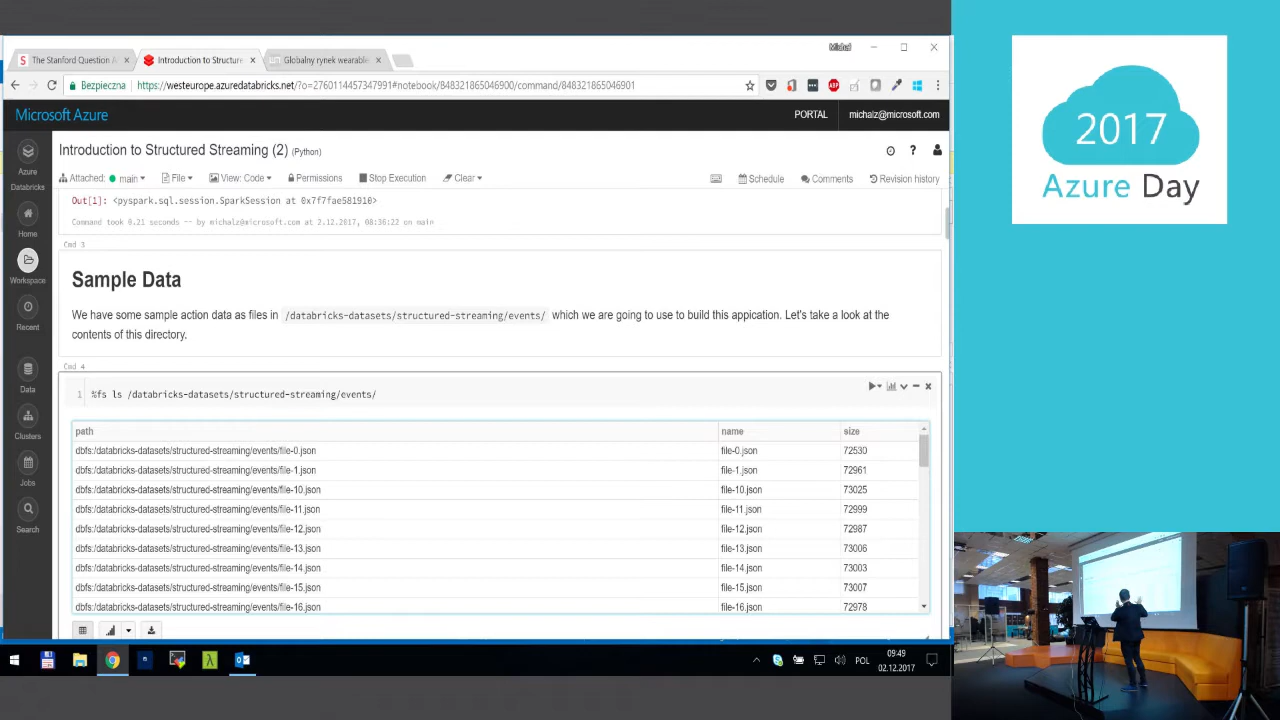 The Stanford Question A
Introduction to Structure
Globalny rynek wearable
Michal
Bezpieczna
https://westeurope.azuredatabricks.net/?o=2760114457347991#notebook/848321865046900/command/848321865046901
Microsoft Azure
PORTAL
michalz@microsoft.com
Introduction to Structured Streaming (2) (Python)
Attached: main
File
View: Code
Permissions
Stop Execution
Clear
Schedule
Comments
Revision history
Azure
Databricks
Home
Workspace
Recent
Data
Clusters
Jobs
Search
Out[1]: <pyspark.sql.session.SparkSession at 0x7f7fae581910>
Command took 0.21 seconds -- by michalz@microsoft.com at 2.12.2017, 08:36:22 on main
Cmd 3
Sample Data
We have some sample action data as files in /databricks-datasets/structured-streaming/events/ which we are going to use to build this appication. Let's take a look at the
contents of this directory.
Cmd 4
1 %fs ls /databricks-datasets/structured-streaming/events/
path name size
dbfs:/databricks-datasets/structured-streaming/events/file-0.json file-0.json 72530
dbfs:/databricks-datasets/structured-streaming/events/file-1.json file-1.json 72961
dbfs:/databricks-datasets/structured-streaming/events/file-10.json file-10.json 73025
dbfs:/databricks-datasets/structured-streaming/events/file-11.json file-11.json 72999
dbfs:/databricks-datasets/structured-streaming/events/file-12.json file-12.json 72987
dbfs:/databricks-datasets/structured-streaming/events/file-13.json file-13.json 73006
dbfs:/databricks-datasets/structured-streaming/events/file-14.json file-14.json 73003
dbfs:/databricks-datasets/structured-streaming/events/file-15.json file-15.json 73007
dbfs:/databricks-datasets/structured-streaming/events/file-16.json file-16.json 72978
POL
09:49
02.12.2017
2017
Azure Day